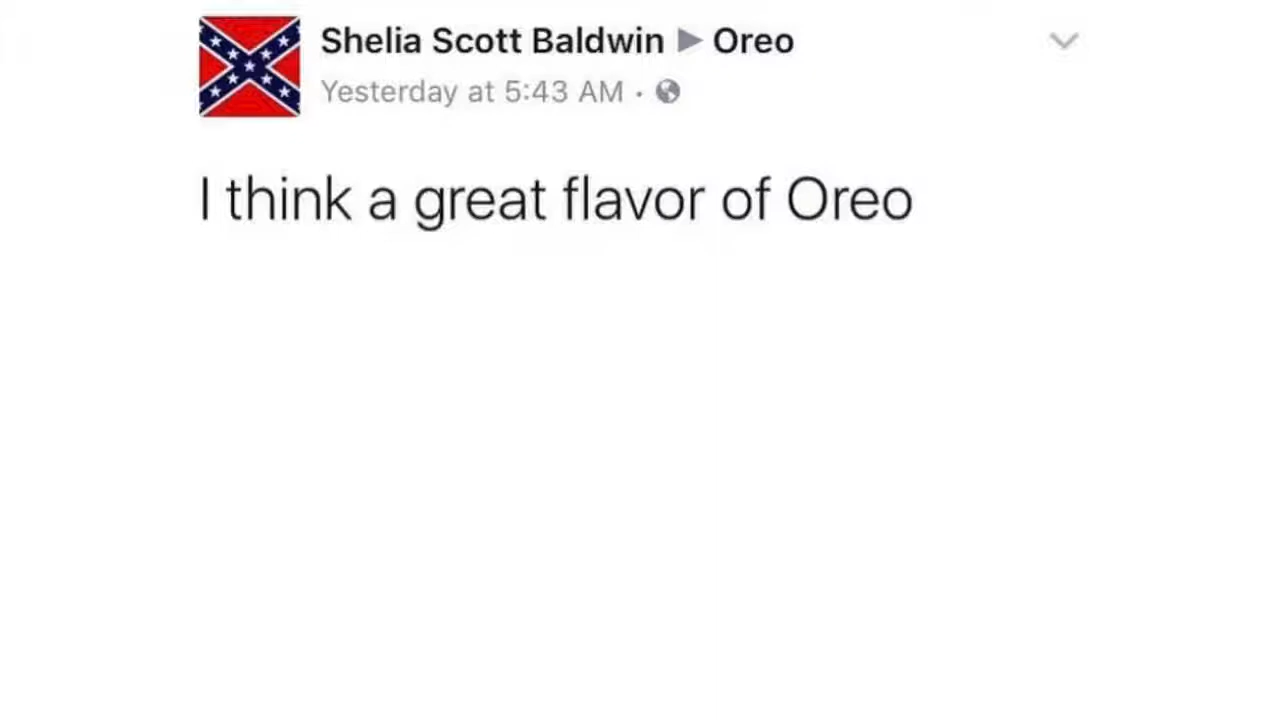 Shelia Scott Baldwin ▶ Oreo
Yesterday at 5:43 AM ·
I think a great flavor of Oreo